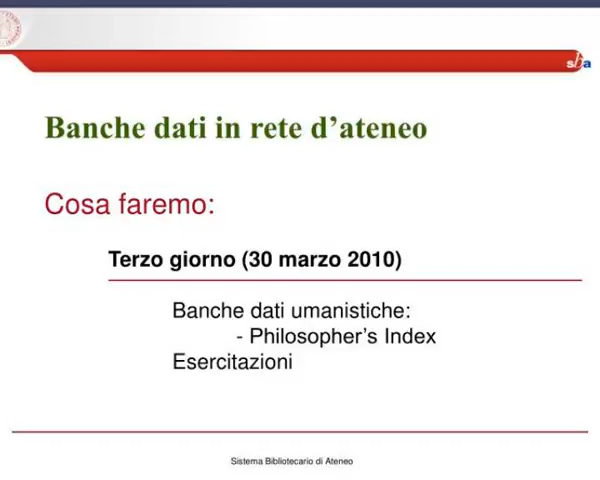 sba
Banche dati in rete d’ateneo
Cosa faremo:
Terzo giorno (30 marzo 2010)
Banche dati umanistiche:
- Philosopher’s Index
Esercitazioni
Sistema Bibliotecario di Ateneo